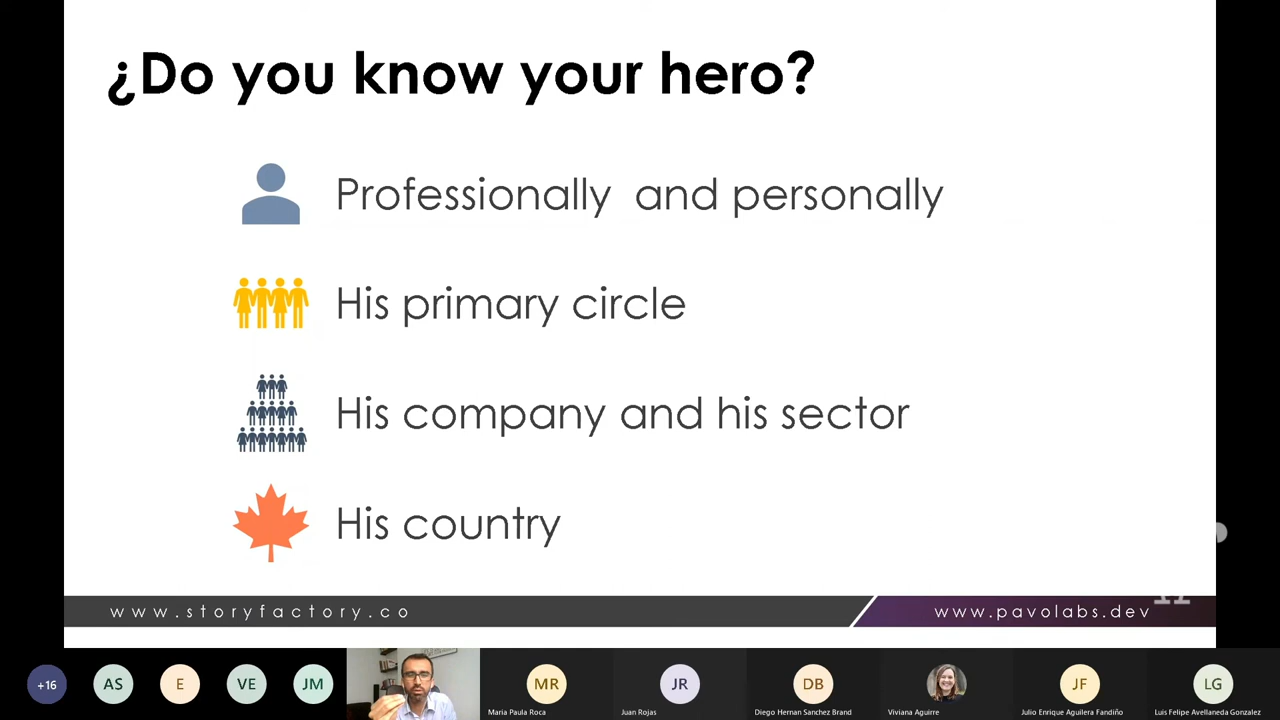 ¿Do you know your hero?
Professionally and personally
His primary circle
His company and his sector
His country
www.storyfactory.co
www.pavolabs.dev
11
+16
AS
E
VE
JM
MR
JR
DB
JF
LG
Maria Paula Roca
Juan Rojas
Diego Hernan Sanchez Brand
Viviana Aguirre
Julio Enrique Aguilera Fandiño
Luis Felipe Avellaneda Gonzalez